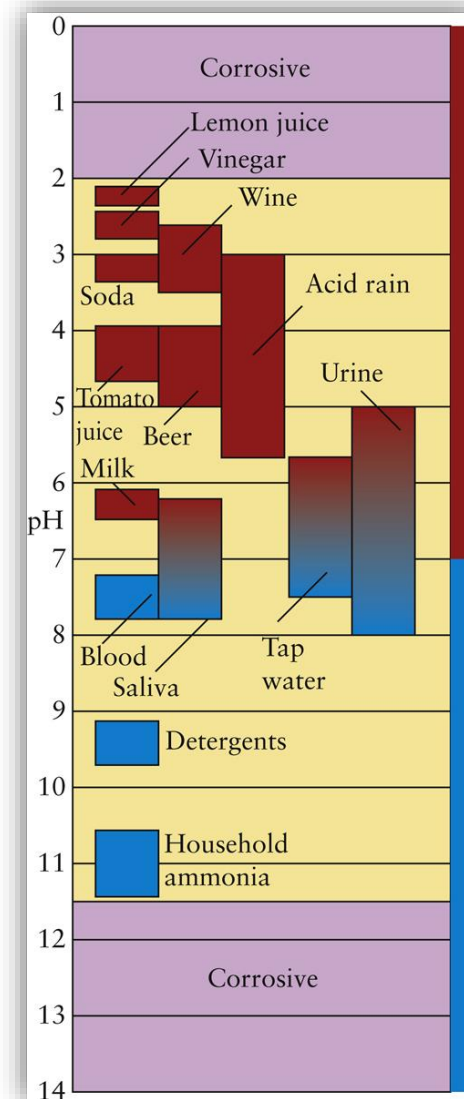 0
Corrosive
1
Lemon juice
Vinegar
2
Wine
3
Soda
Acid rain
4
Urine
5
Tomato
juice
Beer
Milk
6
pH
7
8
Blood
Saliva
Tap
water
9
Detergents
10
Household
ammonia
11
12
Corrosive
13
14